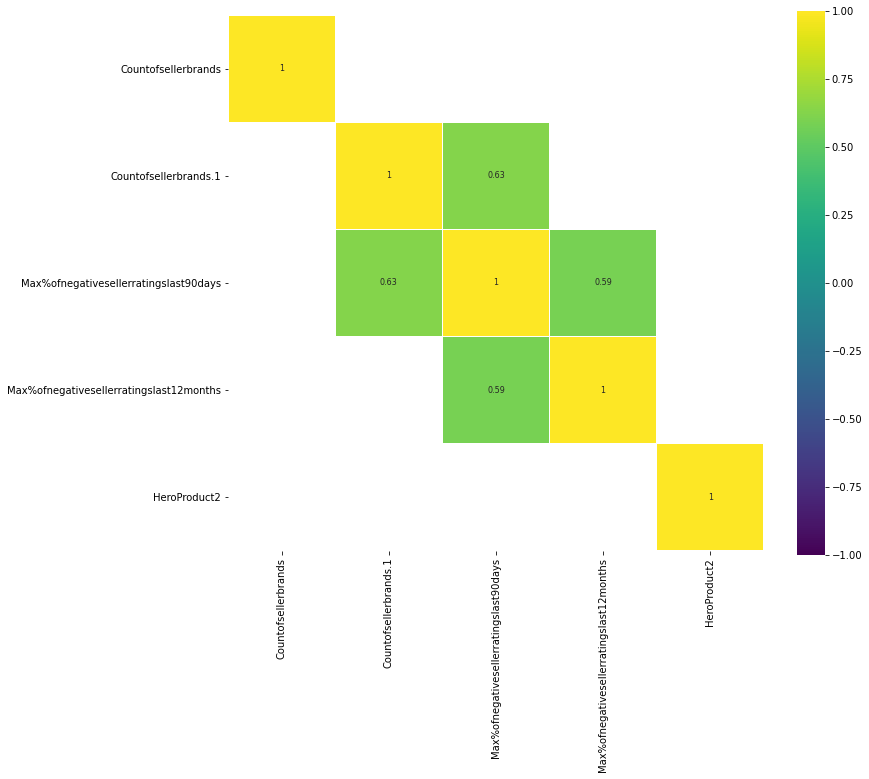 1.00
Countofsellerbrands
1
0.75
Countofsellerbrands.1
1
0.63
0.50
0.25
Max%ofnegativesellerratingslast90days
0.63
1
0.59
0.00
−0.25
Max%ofnegativesellerratingslast12months
0.59
1
−0.50
HeroProduct2
1
−0.75
−1.00
Countofsellerbrands
Countofsellerbrands.1
Max%ofnegativesellerratingslast90days
Max%ofnegativesellerratingslast12months
HeroProduct2